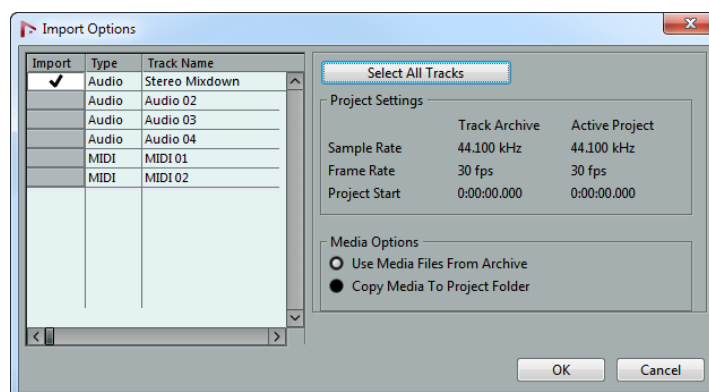 Import Options
Import Type Track Name
Audio Stereo Mixdown
Audio Audio 02
Audio Audio 03
Audio Audio 04
MIDI MIDI 01
MIDI MIDI 02
Select All Tracks
Project Settings
Track Archive Active Project
Sample Rate 44.100 kHz 44.100 kHz
Frame Rate 30 fps 30 fps
Project Start 0:00:00.000 0:00:00.000
Media Options
Use Media Files From Archive
Copy Media To Project Folder
OK Cancel